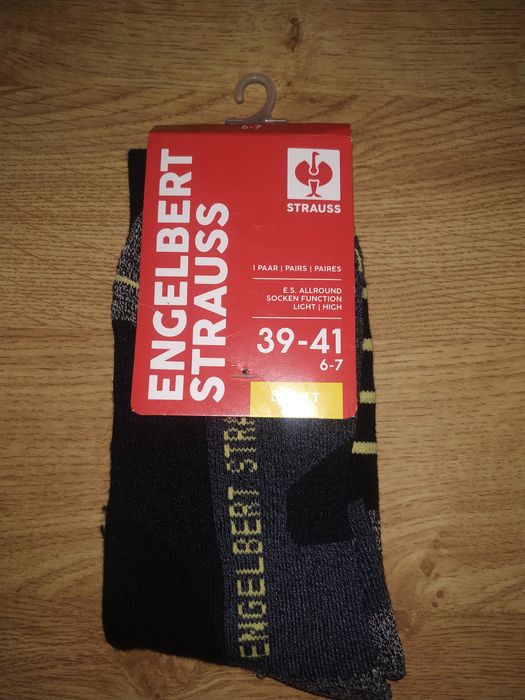 6-7
STRAUSS
ENGELBERT
STRAUSS
1 PAAR | PAIRS | PAIRES
E.S. ALLROUND
SOCKEN FUNCTION
LIGHT | HIGH
39-41
6-7
ENGELBERT